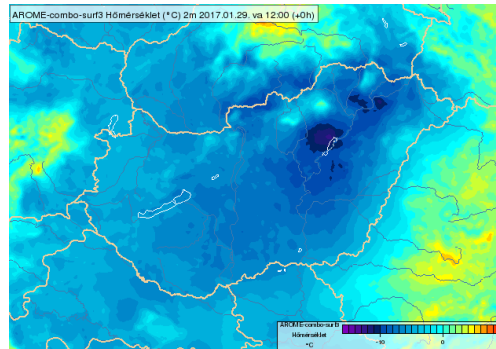 AROME-combo-surf3 Hőmérséklet (°C) 2m 2017.01.29. va 12:00 (+0h)
AROME-combo-surf3
Hőmérséklet
°C
-10
0